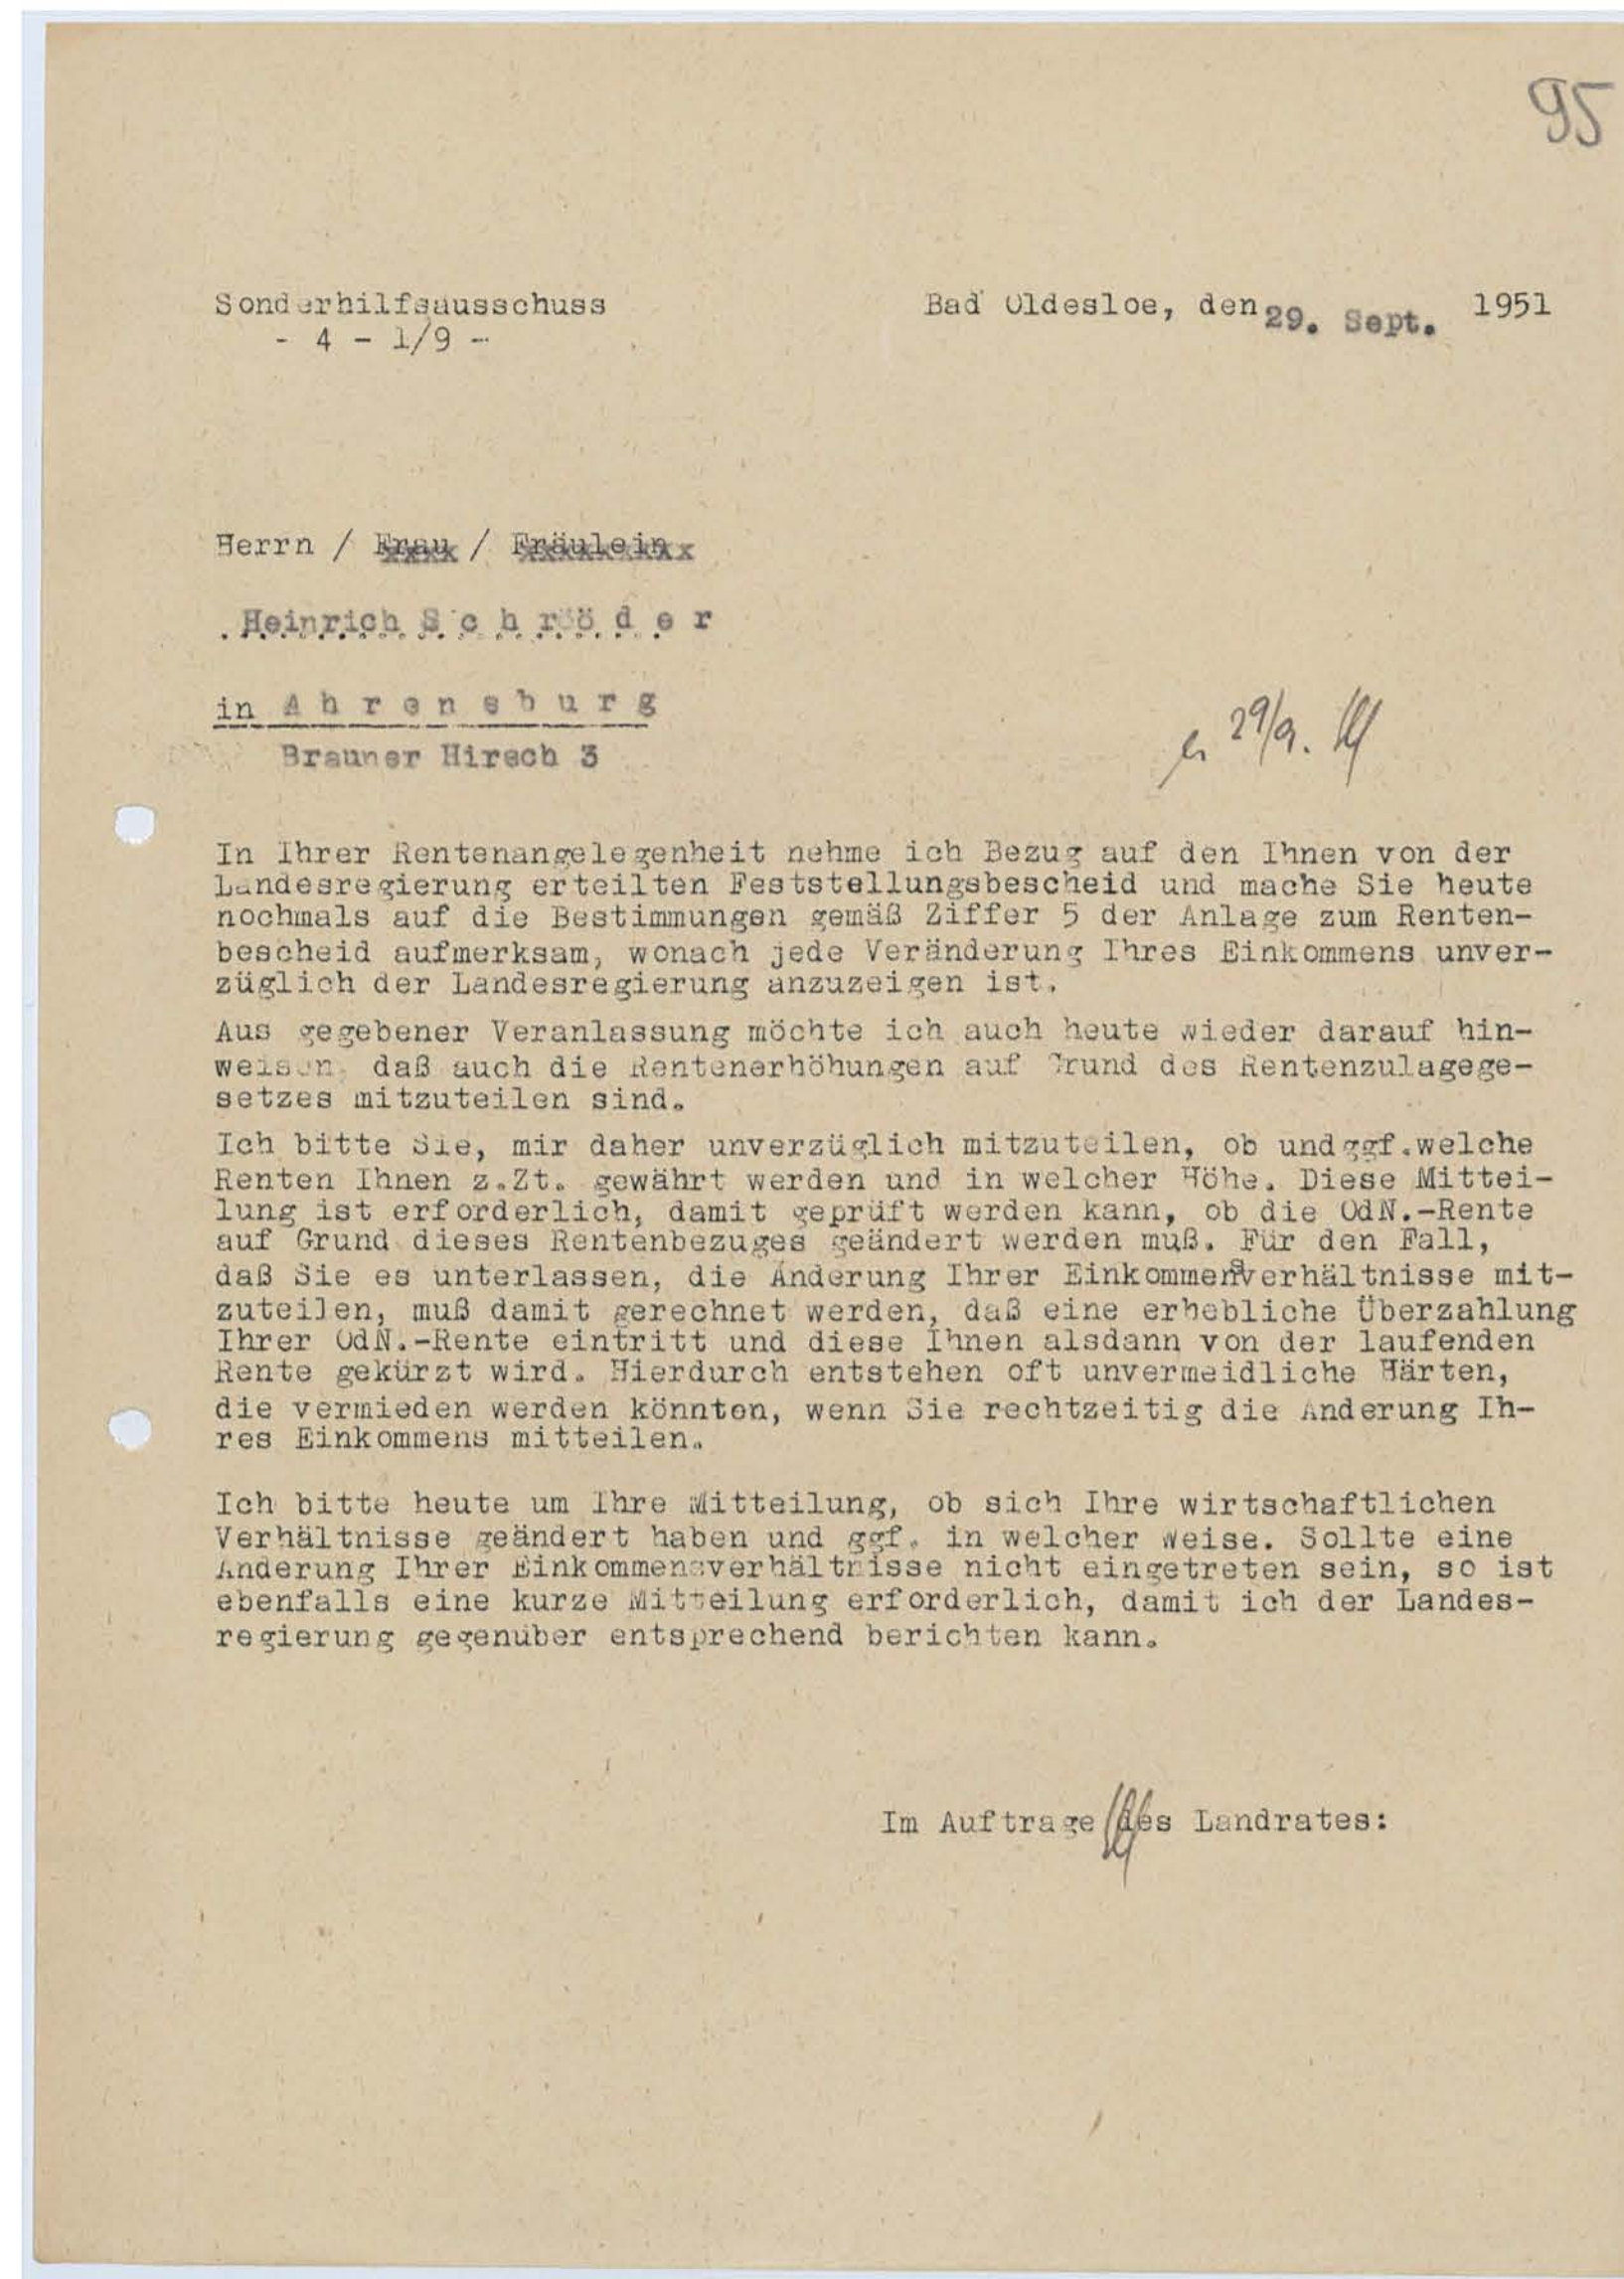 95
Sonderhilfsausschuss
- 4 - 1/9 -
Bad Oldesloe, den 29. Sept. 1951
Herrn / Frau / Fräulein
Heinrich S c h r ö d e r
in A h r e n s b u r g
Brauner Hirsch 3
29/9.
In Ihrer Rentenangelegenheit nehme ich Bezug auf den Ihnen von der
Landesregierung erteilten Feststellungsbescheid und mache Sie heute
nochmals auf die Bestimmungen gemäß Ziffer 5 der Anlage zum Renten-
bescheid aufmerksam, wonach jede Veränderung Ihres Einkommens unver-
züglich der Landesregierung anzuzeigen ist.
Aus gegebener Veranlassung möchte ich auch heute wieder darauf hin-
weisen, daß auch die Rentenerhöhungen auf Grund des Rentenzulagege-
setzes mitzuteilen sind.
Ich bitte Sie, mir daher unverzüglich mitzuteilen, ob und ggf. welche
Renten Ihnen z.Zt. gewährt werden und in welcher Höhe. Diese Mittei-
lung ist erforderlich, damit geprüft werden kann, ob die OdN.-Rente
auf Grund dieses Rentenbezuges geändert werden muß. Für den Fall,
daß Sie es unterlassen, die Änderung Ihrer Einkommensverhältnisse mit-
zuteilen, muß damit gerechnet werden, daß eine erhebliche Überzahlung
Ihrer OdN.-Rente eintritt und diese Ihnen alsdann von der laufenden
Rente gekürzt wird. Hierdurch entstehen oft unvermeidliche Härten,
die vermieden werden könnten, wenn Sie rechtzeitig die Änderung Ih-
res Einkommens mitteilen.
Ich bitte heute um Ihre Mitteilung, ob sich Ihre wirtschaftlichen
Verhältnisse geändert haben und ggf. in welcher Weise. Sollte eine
Änderung Ihrer Einkommensverhältnisse nicht eingetreten sein, so ist
ebenfalls eine kurze Mitteilung erforderlich, damit ich der Landes-
regierung gegenüber entsprechend berichten kann.
Im Auftrage des Landrates: